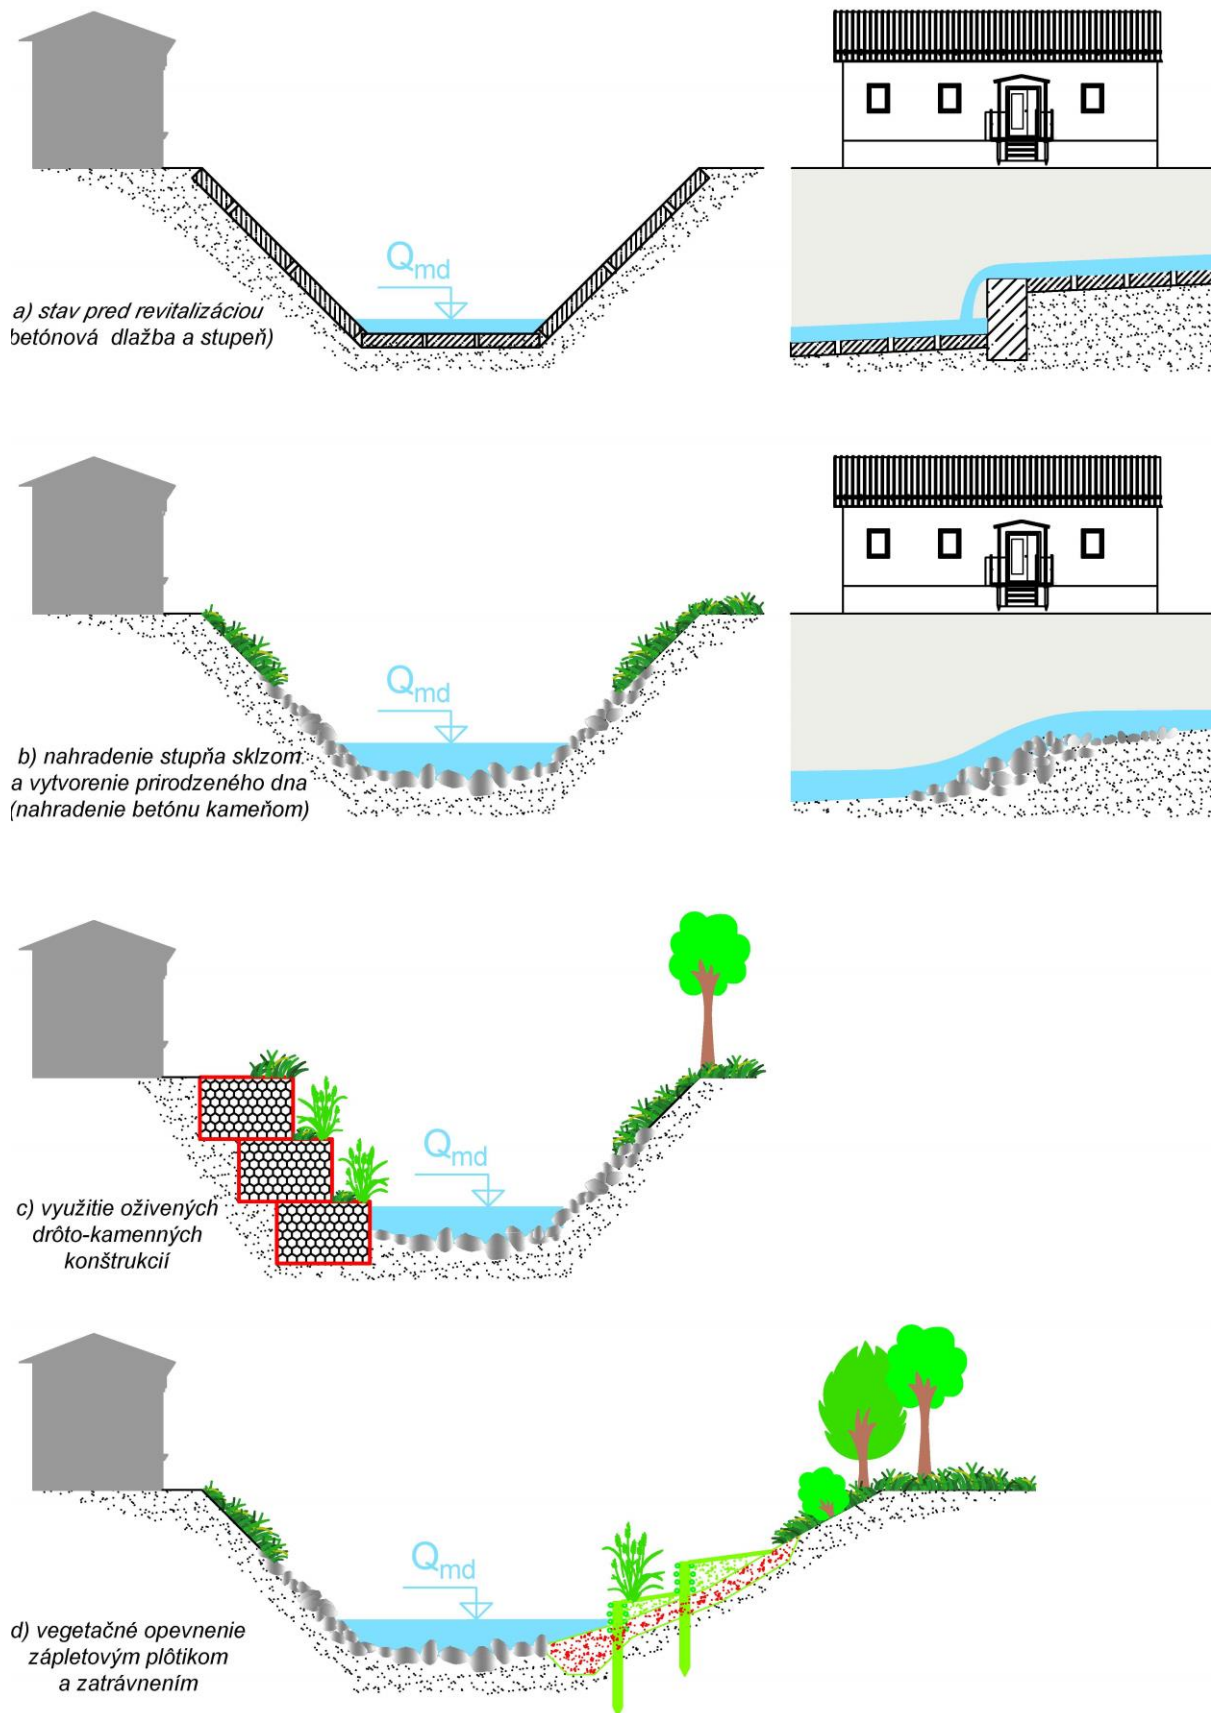 Qmd
a) stav pred revitalizáciou
betónová dlažba a stupeň)
Qmd
b) nahradenie stupňa sklzom
a vytvorenie prirodzeného dna
(nahradenie betónu kameňom)
Qmd
c) využitie oživených
drôto-kamenných
konštrukcií
Qmd
d) vegetačné opevnenie
zápletovým plôtikom
a zatrávnením